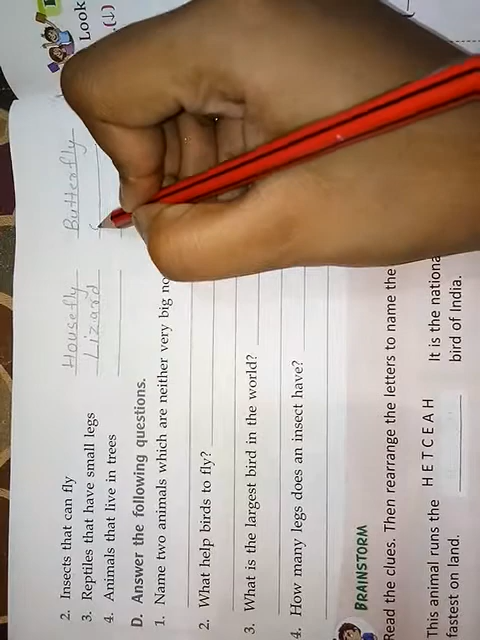 Look
(↓)
2. Insects that can fly Housefly Butterfly
3. Reptiles that have small legs Lizard
4. Animals that live in trees
D. Answer the following questions.
1. Name two animals which are neither very big no
2. What help birds to fly?
3. What is the largest bird in the world?
4. How many legs does an insect have?
BRAINSTORM
Read the clues. Then rearrange the letters to name the
This animal runs the HETCEAH It is the nationa
fastest on land. bird of India.